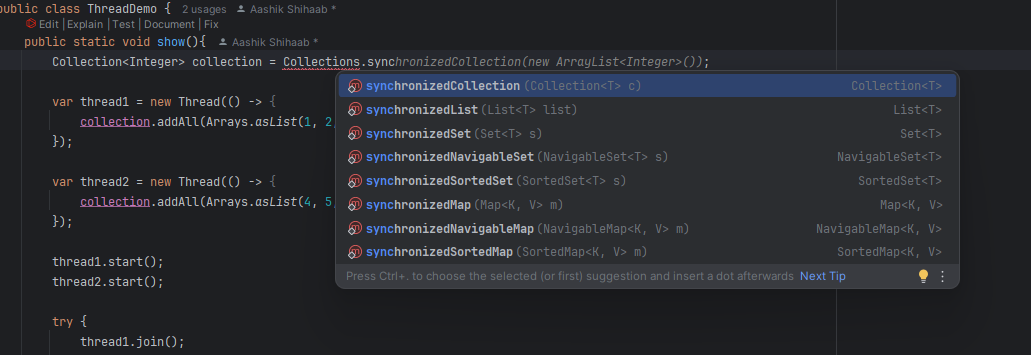 public class ThreadDemo {  2 usages  Aashik Shihaab *
Edit | Explain | Test | Document | Fix
public static void show(){  Aashik Shihaab *
Collection<Integer> collection = Collections.synchronizedCollection(new ArrayList<Integer>());
synchronizedCollection(Collection<T> c)  Collection<T>
var thread1 = new Thread(() -> {
synchronizedList(List<T> list)  List<T>
collection.addAll(Arrays.asList(1, 2,
synchronizedSet(Set<T> s)  Set<T>
});
synchronizedNavigableSet(NavigableSet<T> s)  NavigableSet<T>
var thread2 = new Thread(() -> {
synchronizedSortedSet(SortedSet<T> s)  SortedSet<T>
collection.addAll(Arrays.asList(4, 5,
synchronizedMap(Map<K, V> m)  Map<K, V>
});
synchronizedNavigableMap(NavigableMap<K, V> m)  NavigableMap<K, V>
synchronizedSortedMap(SortedMap<K, V> m)  SortedMap<K, V>
thread1.start();
Press Ctrl+. to choose the selected (or first) suggestion and insert a dot afterwards  Next Tip
thread2.start();
try {
thread1.join();